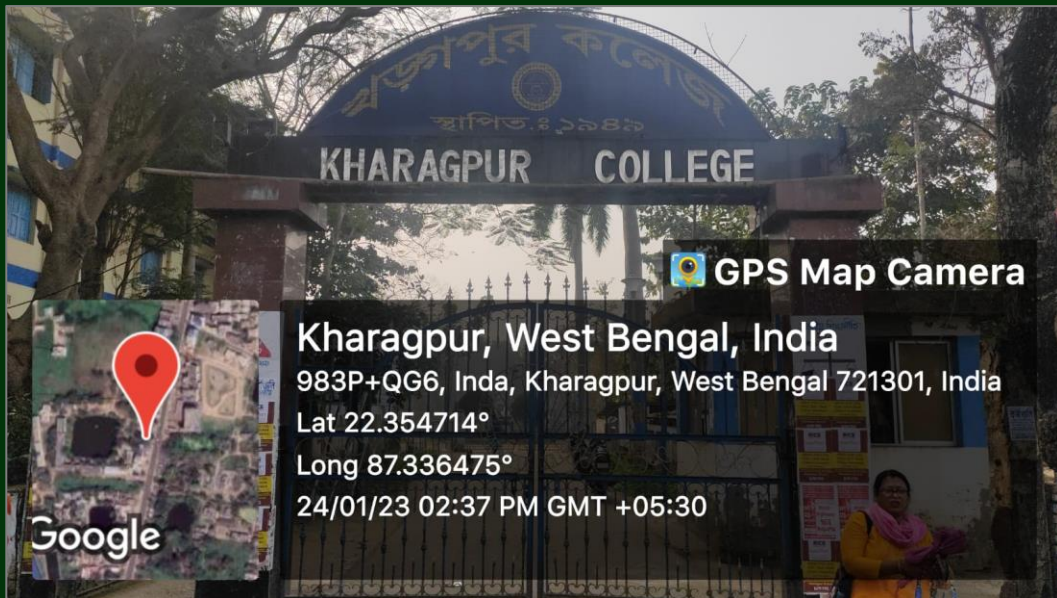 খড়্গপুর কলেজ
স্থাপিত ঃ ১৯৪৯
KHARAGPUR COLLEGE
GPS Map Camera
Kharagpur, West Bengal, India
983P+QG6, Inda, Kharagpur, West Bengal 721301, India
Lat 22.354714°
Long 87.336475°
24/01/23 02:37 PM GMT +05:30
Google